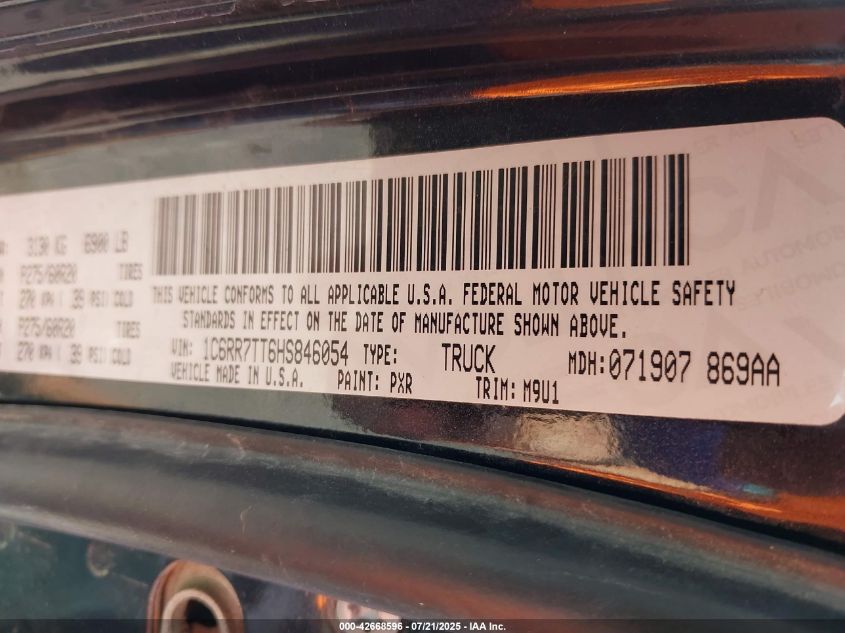 3130 KG 6900 LB
P275/60R20 TIRES
270 KPA ( 39 PSI) COLD
P275/60R20 TIRES
270 KPA ( 39 PSI) COLD
THIS VEHICLE CONFORMS TO ALL APPLICABLE U.S.A. FEDERAL MOTOR VEHICLE SAFETY
STANDARDS IN EFFECT ON THE DATE OF MANUFACTURE SHOWN ABOVE.
VIN: 1C6RR7TT6HS846054 TYPE: TRUCK MDH:071907 869AA
VEHICLE MADE IN U.S.A. PAINT: PXR TRIM: M9U1
000-42668596 - 07/21/2025 - IAA Inc.